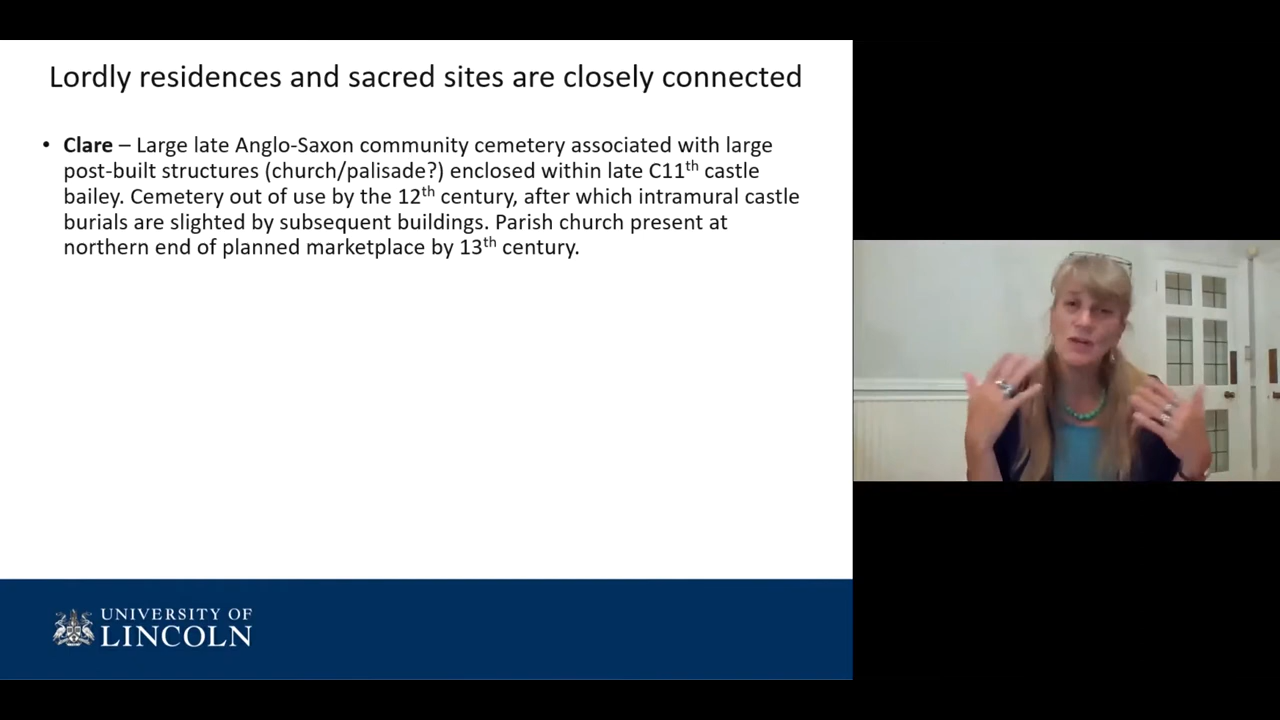 Lordly residences and sacred sites are closely connected
• Clare – Large late Anglo-Saxon community cemetery associated with large
post-built structures (church/palisade?) enclosed within late C11th castle
bailey. Cemetery out of use by the 12th century, after which intramural castle
burials are slighted by subsequent buildings. Parish church present at
northern end of planned marketplace by 13th century.
UNIVERSITY OF
LINCOLN